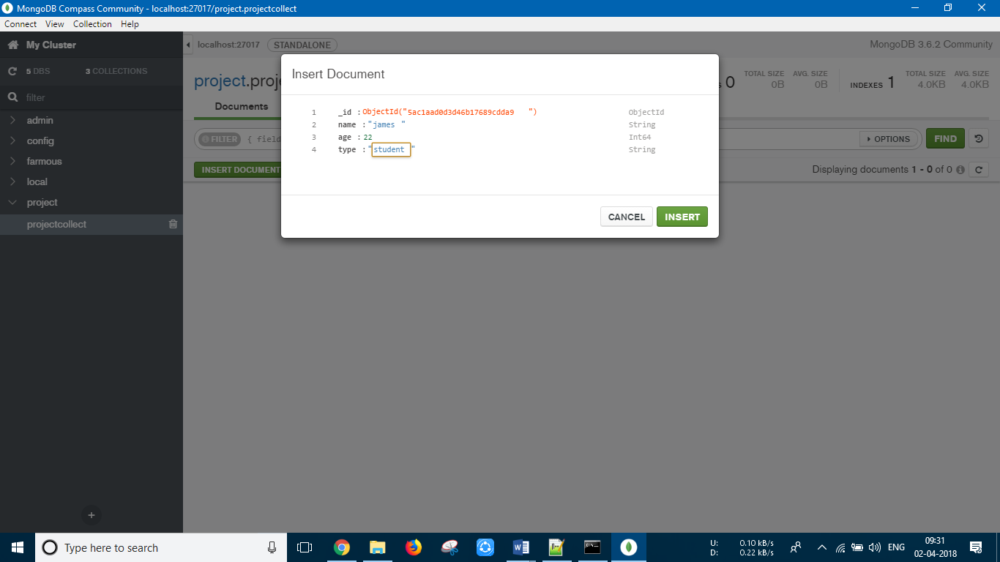 MongoDB Compass Community - localhost:27017/project.projectcollect
Connect View Collection Help
My Cluster
5 DBS 3 COLLECTIONS
filter
admin
config
farmous
local
project
projectcollect
localhost:27017 STANDALONE MongoDB 3.6.2 Community
project.proje
0 TOTAL SIZE 0B AVG. SIZE 0B INDEXES 1 TOTAL SIZE 4.0KB AVG. SIZE 4.0KB
Documents
FILTER { field OPTIONS FIND
INSERT DOCUMENT Displaying documents 1 - 0 of 0
Insert Document
1 _id : ObjectId("5ac1aad0d3d46b17689cdda9 ") ObjectId
2 name : "james " String
3 age : 22 Int64
4 type : "student " String
CANCEL INSERT
Type here to search
U: 0.10 kB/s
D: 0.22 kB/s
ENG
09:31
02-04-2018